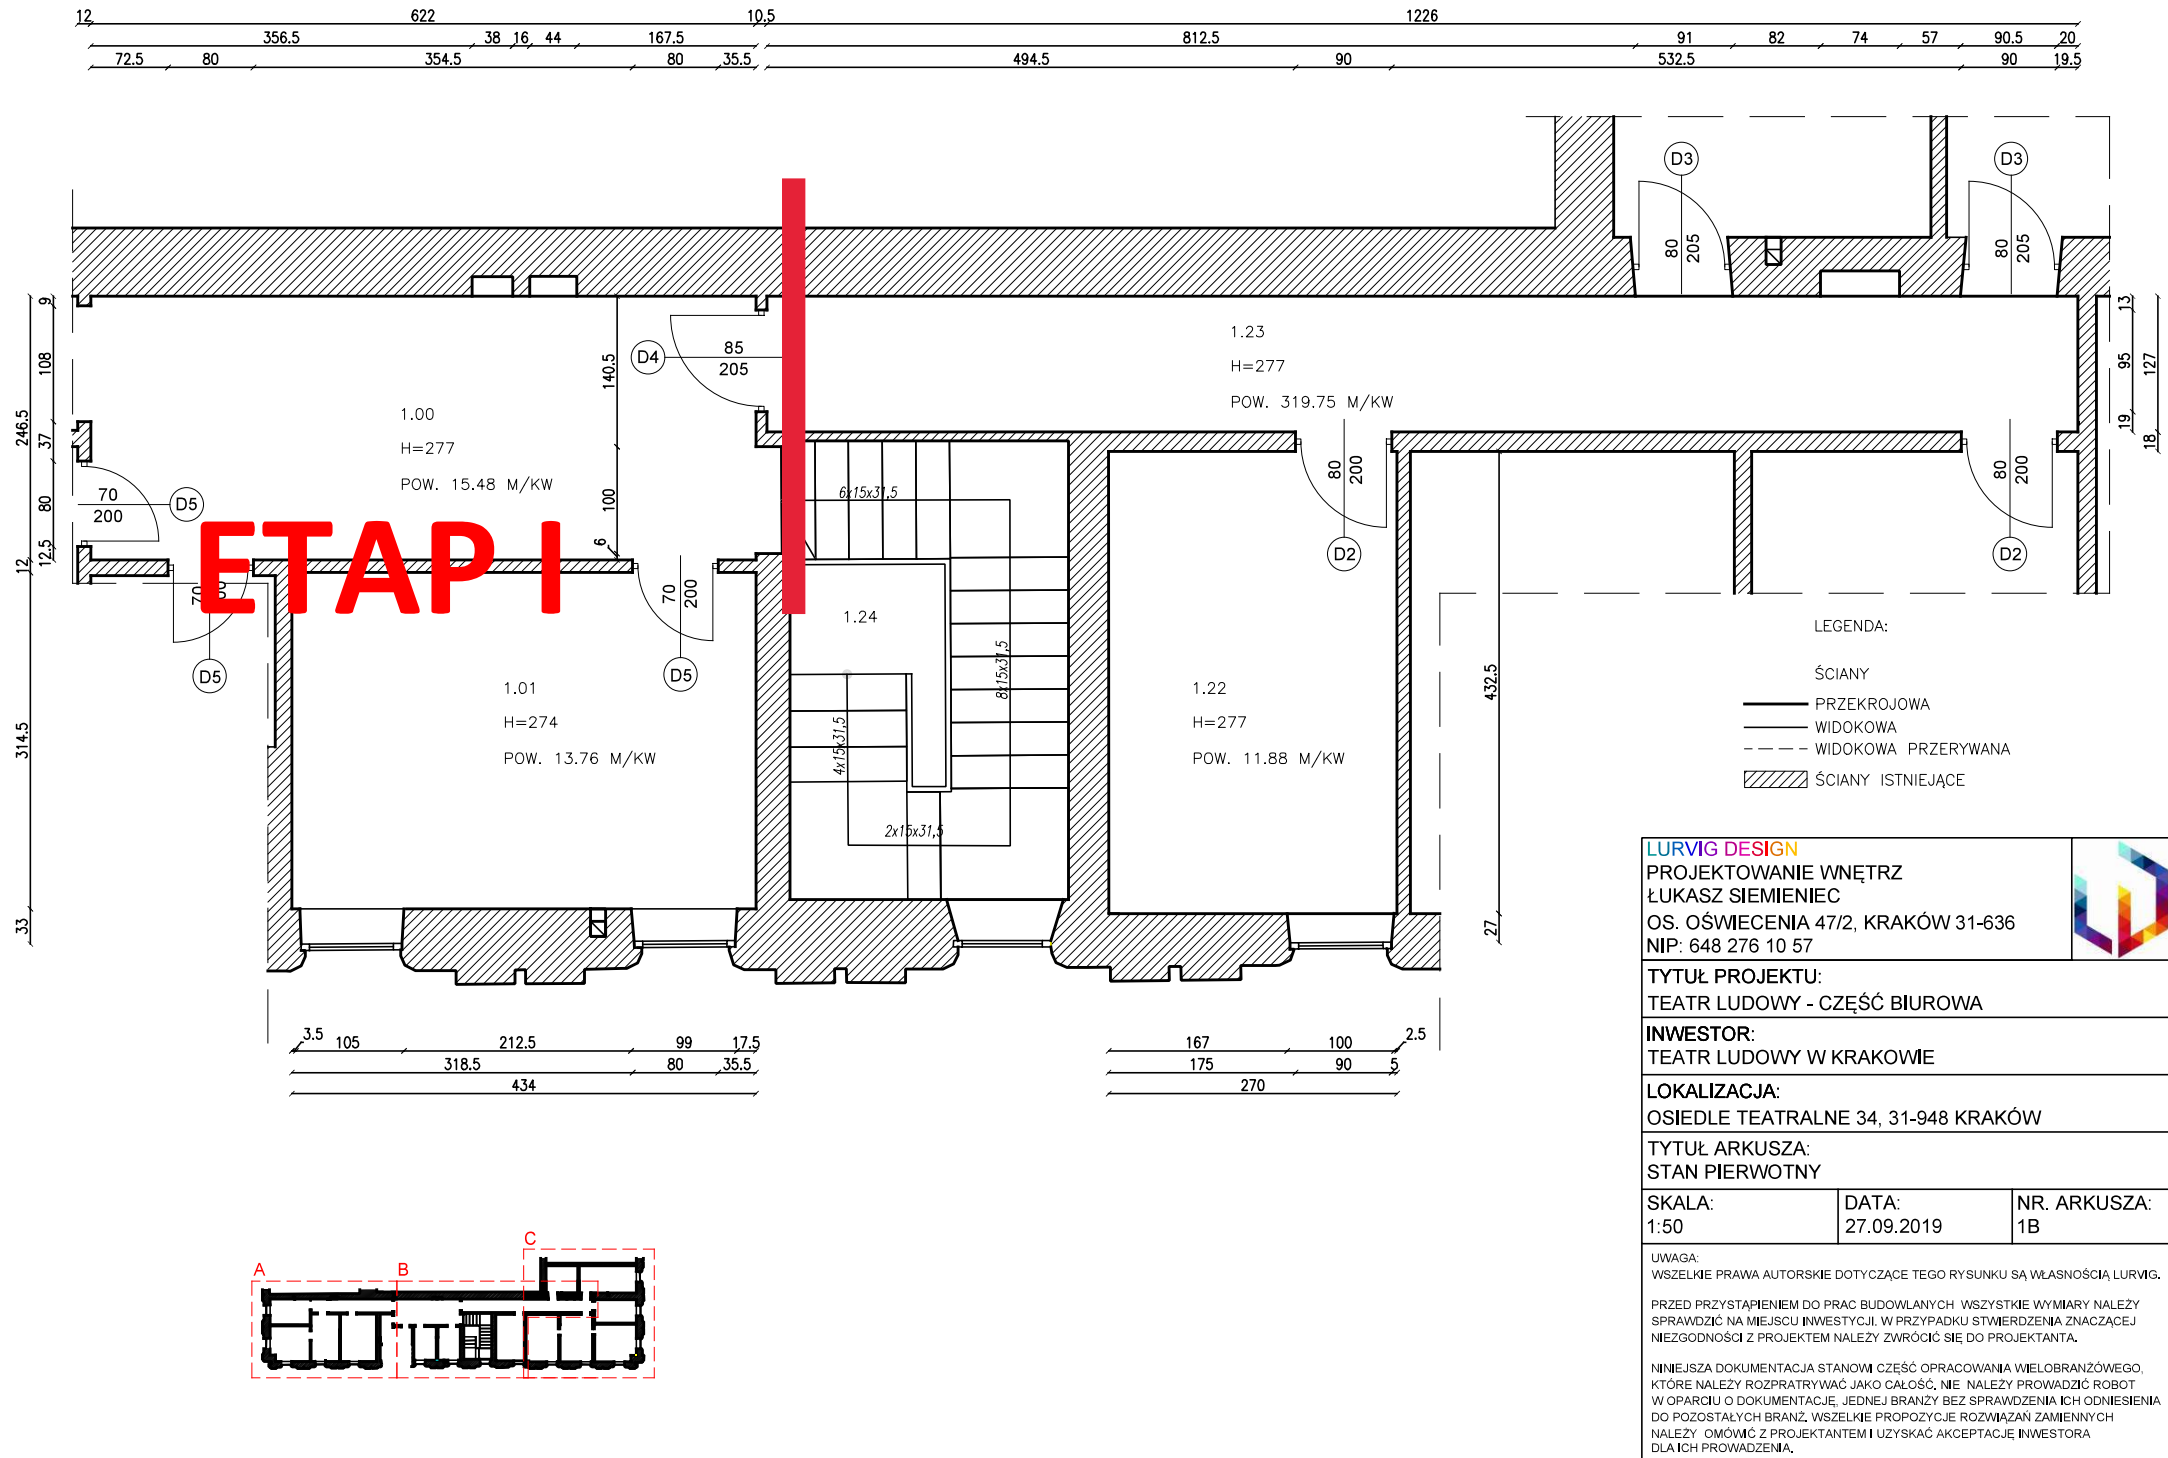 12
622
10.5
1226
356.5
38
16
44
167.5
812.5
91
82
74
57
90.5
20
72.5
80
354.5
80
35.5
494.5
90
532.5
90
19.5
D3
D3
80
205
80
205
9
108
246.5
37
80
12.5
12
314.5
33
13
95
127
19
18
1.00
H=277
POW. 15.48 M/KW
140.5
100
6
D4
85
205
1.23
H=277
POW. 319.75 M/KW
70
200
D5
ETAP I
70
D5
70
200
D5
6x15x31,5
1.24
8x15x31,5
4x15x31,5
2x15x31,5
80
200
D2
80
200
D2
1.01
H=274
POW. 13.76 M/KW
1.22
H=277
POW. 11.88 M/KW
432.5
27
LEGENDA:
ŚCIANY
PRZEKROJOWA
WIDOKOWA
WIDOKOWA PRZERYWANA
ŚCIANY ISTNIEJĄCE
3.5
105
212.5
99
17.5
318.5
80
35.5
434
167
100
2.5
175
90
5
270
LURVIG DESIGN
PROJEKTOWANIE WNĘTRZ
ŁUKASZ SIEMIENIEC
OS. OŚWIECENIA 47/2, KRAKÓW 31-636
NIP: 648 276 10 57
TYTUŁ PROJEKTU:
TEATR LUDOWY - CZĘŚĆ BIUROWA
INWESTOR:
TEATR LUDOWY W KRAKOWIE
LOKALIZACJA:
OSIEDLE TEATRALNE 34, 31-948 KRAKÓW
TYTUŁ ARKUSZA:
STAN PIERWOTNY
SKALA:
1:50
DATA:
27.09.2019
NR. ARKUSZA:
1B
UWAGA:
WSZELKIE PRAWA AUTORSKIE DOTYCZĄCE TEGO RYSUNKU SĄ WŁASNOŚCIĄ LURVIG.
PRZED PRZYSTĄPIENIEM DO PRAC BUDOWLANYCH WSZYSTKIE WYMIARY NALEŻY
SPRAWDZIĆ NA MIEJSCU INWESTYCJI. W PRZYPADKU STWIERDZENIA ZNACZĄCEJ
NIEZGODNOŚCI Z PROJEKTEM NALEŻY ZWRÓCIĆ SIĘ DO PROJEKTANTA.
NINIEJSZA DOKUMENTACJA STANOWI CZĘŚĆ OPRACOWANIA WIELOBRANŻÓWEGO,
KTÓRE NALEŻY ROZPRATRYWAĆ JAKO CAŁOŚĆ. NIE NALEŻY PROWADZIĆ ROBOT
W OPARCIU O DOKUMENTACJĘ, JEDNEJ BRANŻY BEZ SPRAWDZENIA ICH ODNIESIENIA
DO POZOSTAŁYCH BRANŻ. WSZELKIE PROPOZYCJE ROZWIĄZAŃ ZAMIENNYCH
NALEŻY OMÓWIĆ Z PROJEKTANTEM I UZYSKAĆ AKCEPTACJĘ INWESTORA
DLA ICH PROWADZENIA.
A
B
C